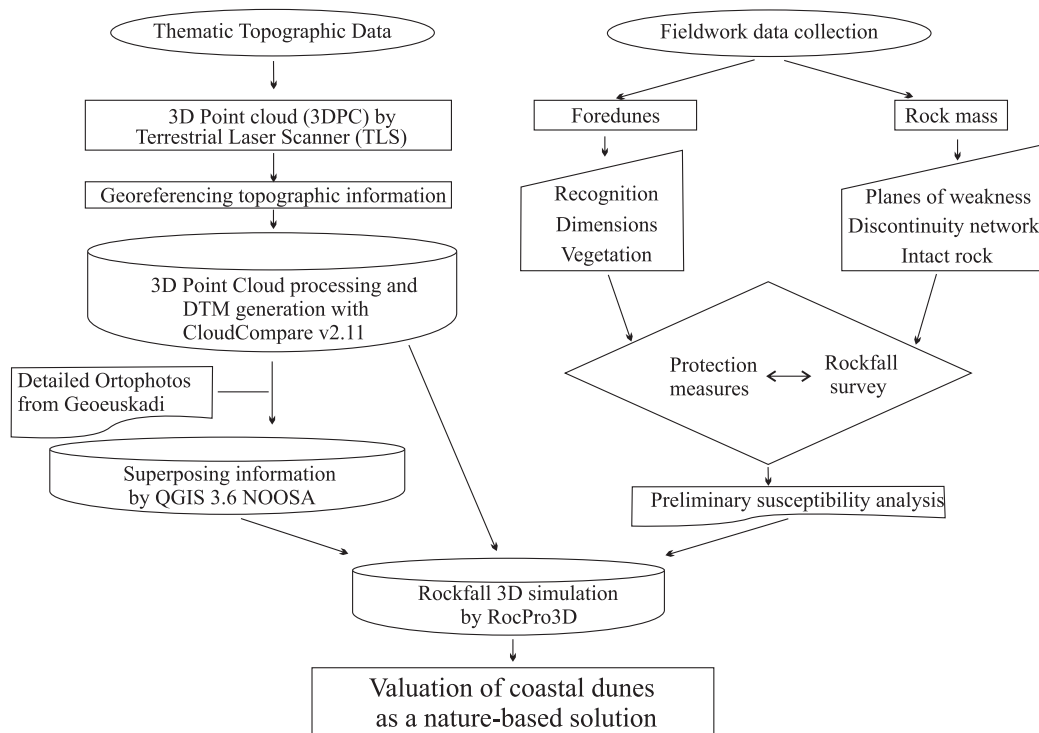 Thematic Topographic Data
3D Point cloud (3DPC) by
Terrestrial Laser Scanner (TLS)
Georeferencing topographic information
3D Point Cloud processing and
DTM generation with
CloudCompare v2.11
Detailed Ortophotos
from Geoeuskadi
Superposing information
by QGIS 3.6 NOOSA
Fieldwork data collection
Foredunes
Rock mass
Recognition
Dimensions
Vegetation
Planes of weakness
Discontinuity network
Intact rock
Protection
measures
Rockfall
survey
Preliminary susceptibility analysis
Rockfall 3D simulation
by RocPro3D
Valuation of coastal dunes
as a nature-based solution